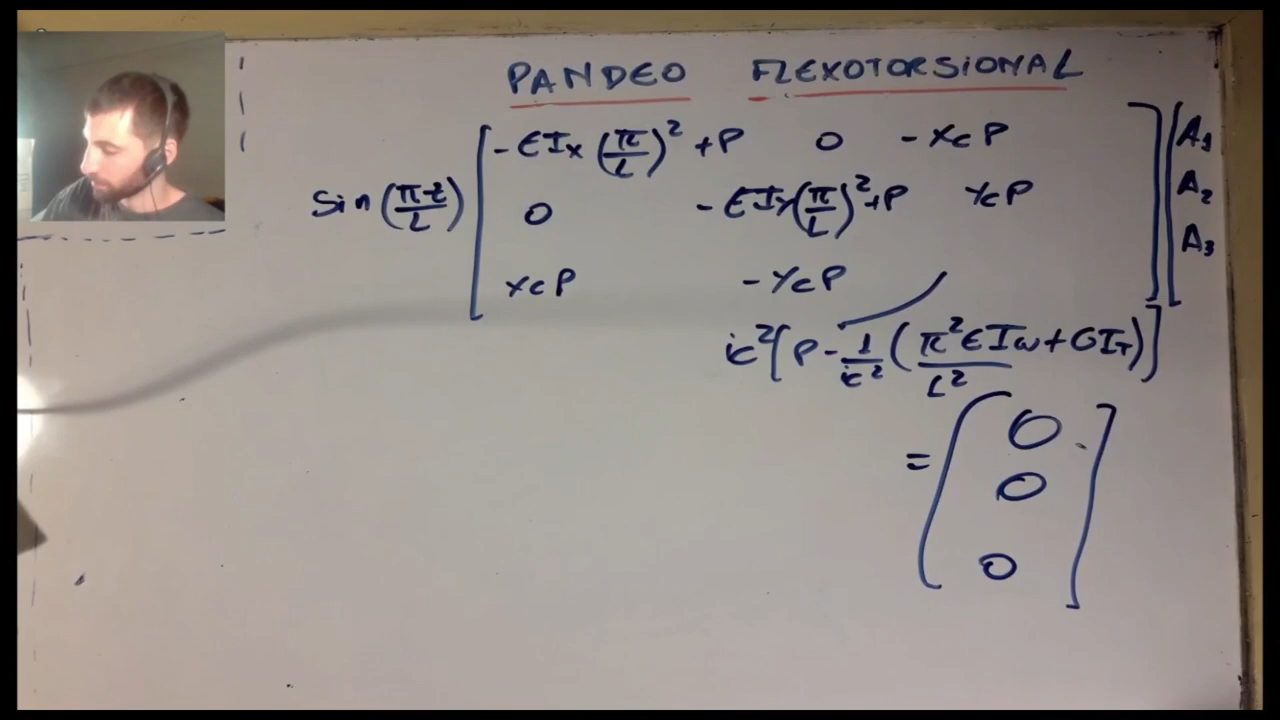 PANDEO FLEXOTORSIONAL
Sin (πz/L) [ -EIx (π/L)² + P 0 -XcP ] [ A1
0 -EIy (π/L)² + P YcP A2
XcP -YcP A3
ic² [ P - 1/ic² ( π²EIω/L² + GIT ) ]
= [ 0
0
0 ]